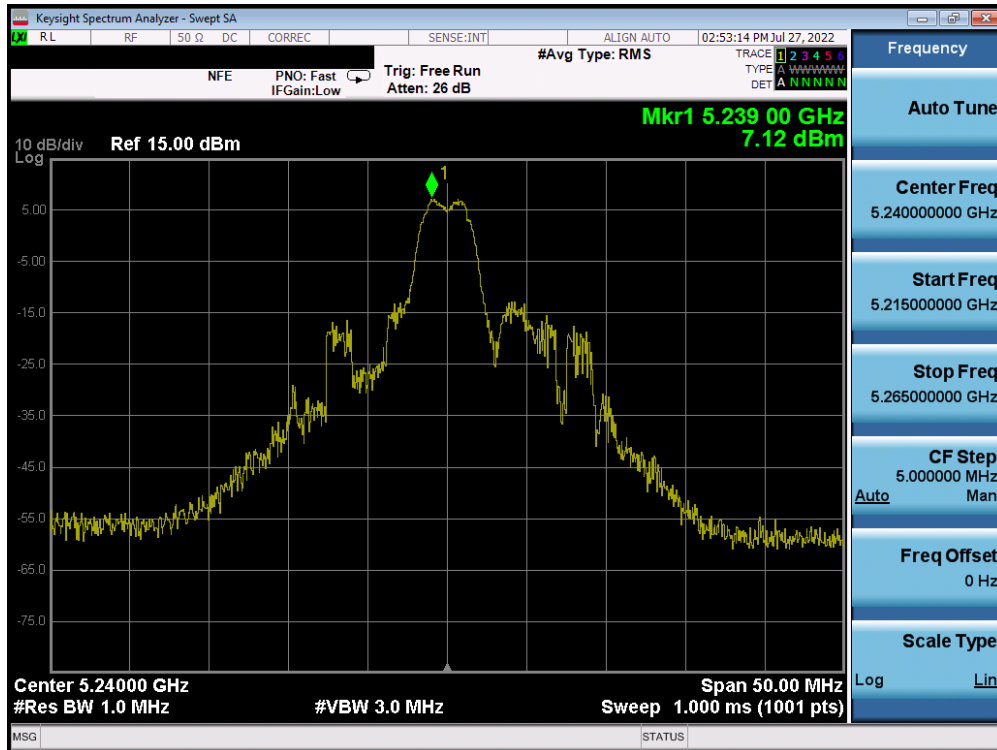 Keysight Spectrum Analyzer - Swept SA
LXI RL RF 50 Ω DC CORREC SENSE:INT ALIGN AUTO 02:53:14 PM Jul 27, 2022
Frequency
#Avg Type: RMS TRACE 1 2 3 4 5 6
NFE PNO: Fast Trig: Free Run TYPE A WWWWW
IFGain:Low Atten: 26 dB DET A N N N N N
Auto Tune
Mkr1 5.239 00 GHz
7.12 dBm
10 dB/div Ref 15.00 dBm
Log
1
5.00
-5.00
-15.0
-25.0
-35.0
-45.0
-55.0
-65.0
-75.0
Center Freq
5.240000000 GHz
Start Freq
5.215000000 GHz
Stop Freq
5.265000000 GHz
CF Step
5.000000 MHz
Auto Man
Freq Offset
0 Hz
Scale Type
Log Lin
Center 5.24000 GHz Span 50.00 MHz
#Res BW 1.0 MHz #VBW 3.0 MHz Sweep 1.000 ms (1001 pts)
MSG STATUS